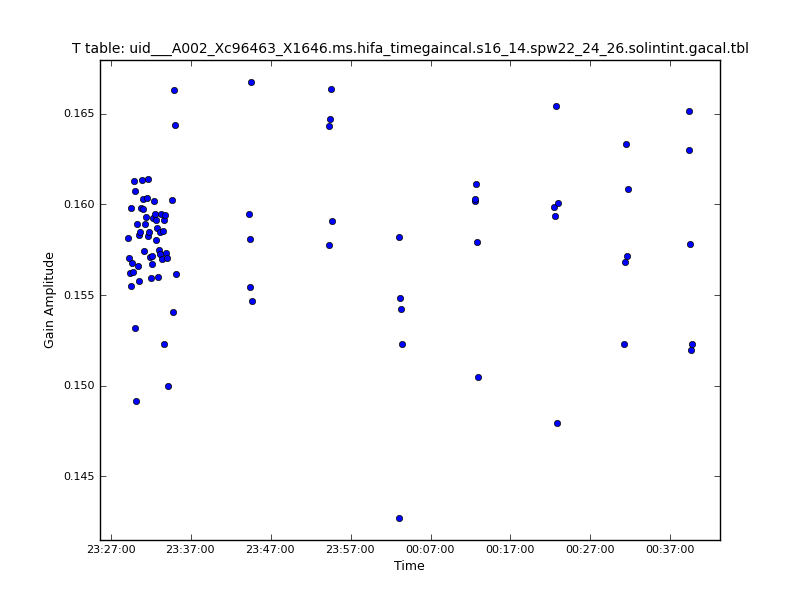 T table: uid___A002_Xc96463_X1646.ms.hifa_timegaincal.s16_14.spw22_24_26.solintint.gacal.tbl
0.165
0.160
0.155
0.150
0.145
Gain Amplitude
23:27:00 23:37:00 23:47:00 23:57:00 00:07:00 00:17:00 00:27:00 00:37:00
Time